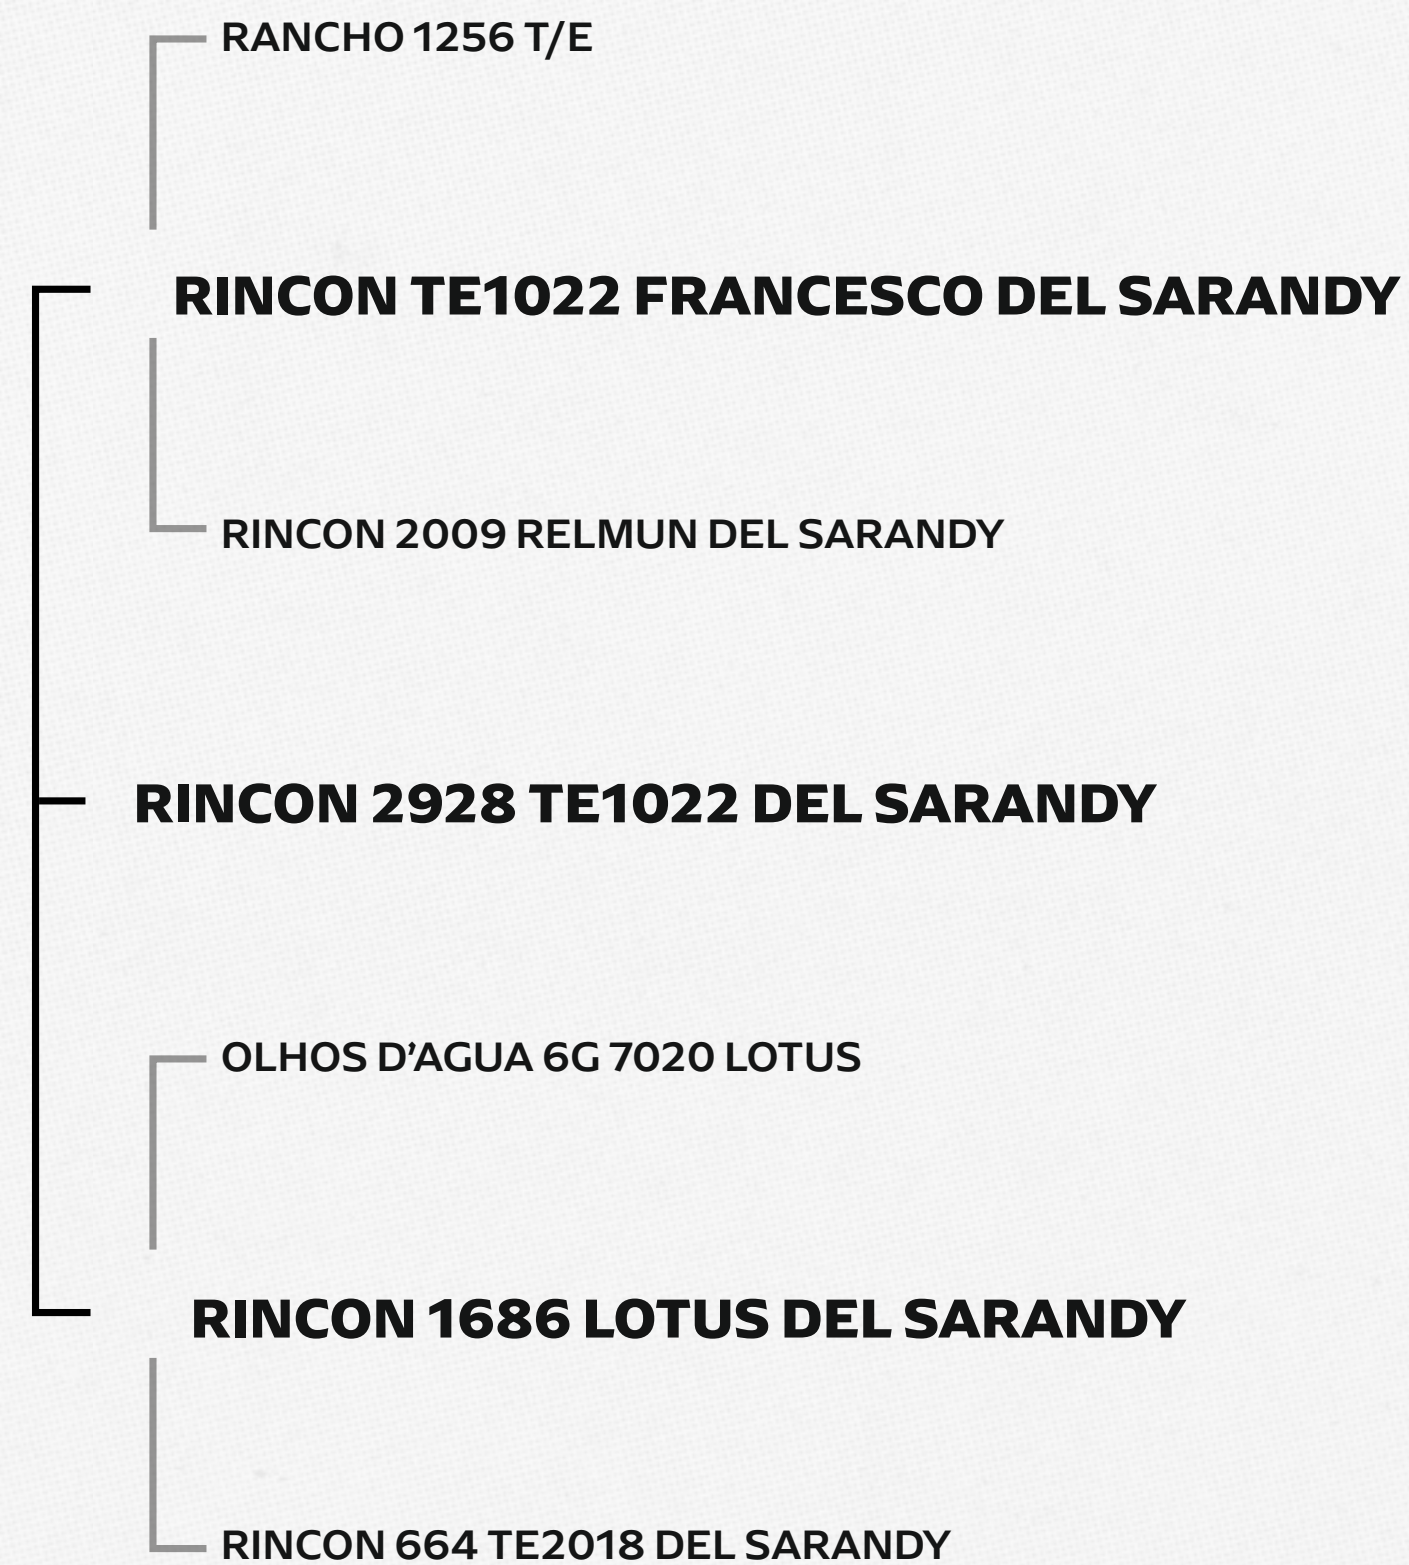 RANCHO 1256 T/E
RINCON TE1022 FRANCESCO DEL SARANDY
RINCON 2009 RELMUN DEL SARANDY
RINCON 2928 TE1022 DEL SARANDY
OLHOS D’AGUA 6G 7020 LOTUS
RINCON 1686 LOTUS DEL SARANDY
RINCON 664 TE2018 DEL SARANDY